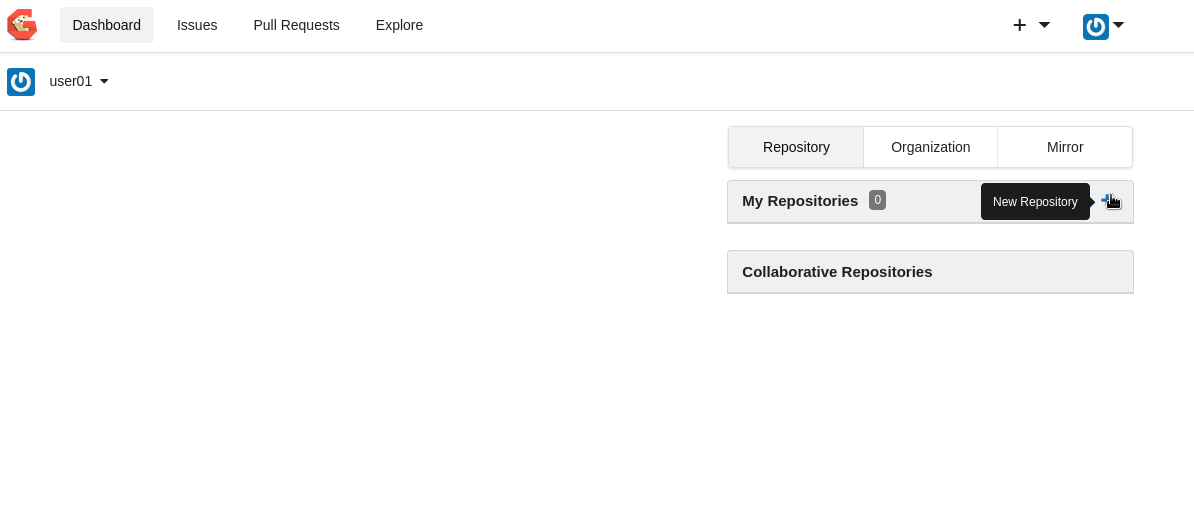 Dashboard Issues Pull Requests Explore
user01
Repository Organization Mirror
My Repositories 0 New Repository
Collaborative Repositories